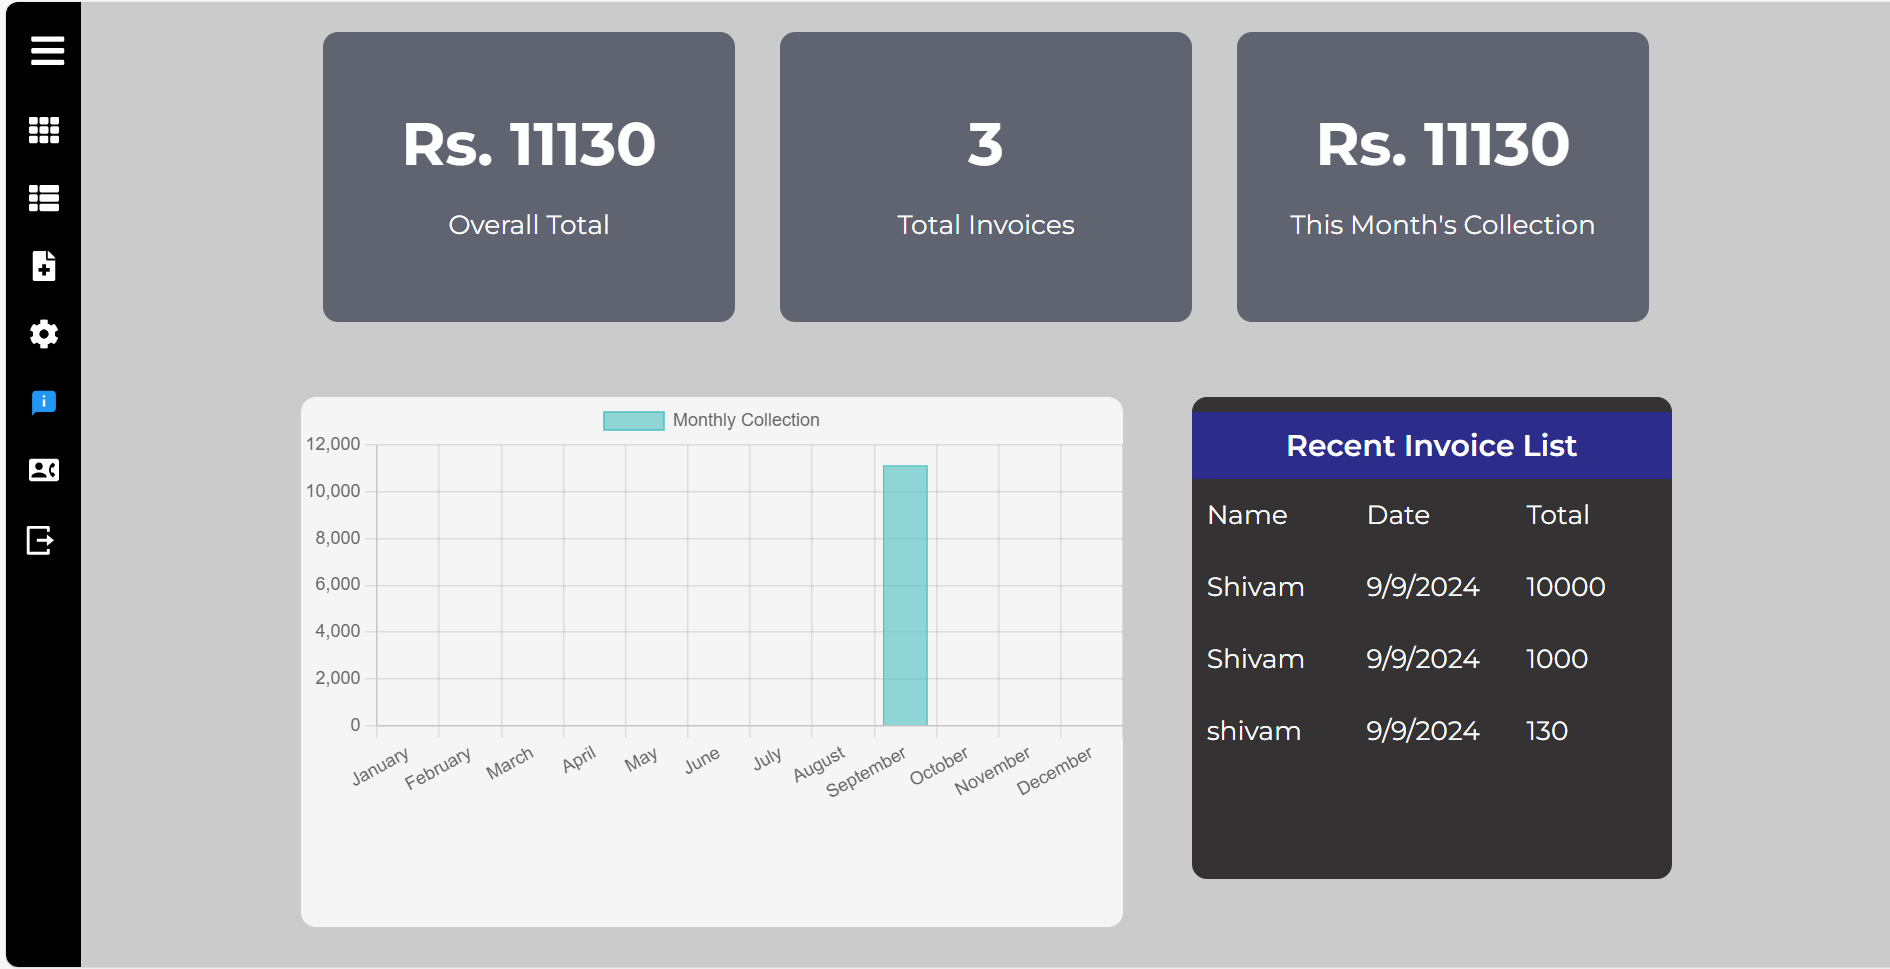 Rs. 11130
Overall Total
3
Total Invoices
Rs. 11130
This Month's Collection
Monthly Collection
12,000
10,000
8,000
6,000
4,000
2,000
0
January
February
March
April
May
June
July
August
September
October
November
December
Recent Invoice List
Name Date Total
Shivam 9/9/2024 10000
Shivam 9/9/2024 1000
shivam 9/9/2024 130